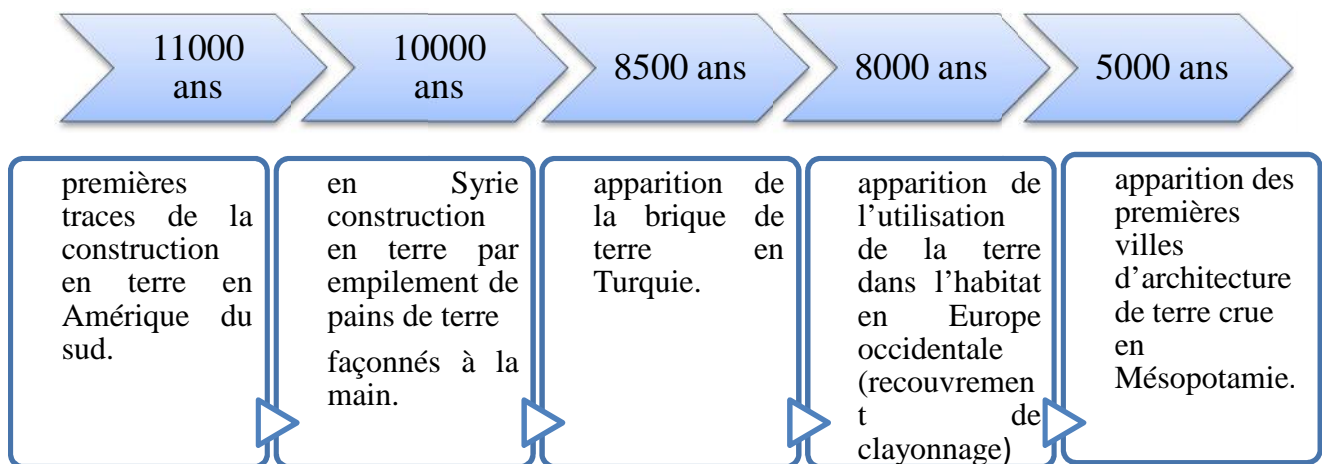 11000
ans
10000
ans
8500 ans
8000 ans
5000 ans
premières
traces de la
construction
en terre en
Amérique du
sud.
en Syrie
construction
en terre par
empilement de
pains de terre
façonnés à la
main.
apparition de
la brique de
terre en
Turquie.
apparition de
l’utilisation
de la terre
dans l’habitat
en Europe
occidentale
(recouvremen
t de
clayonnage)
apparition des
premières
villes
d’architecture
de terre crue
en
Mésopotamie.